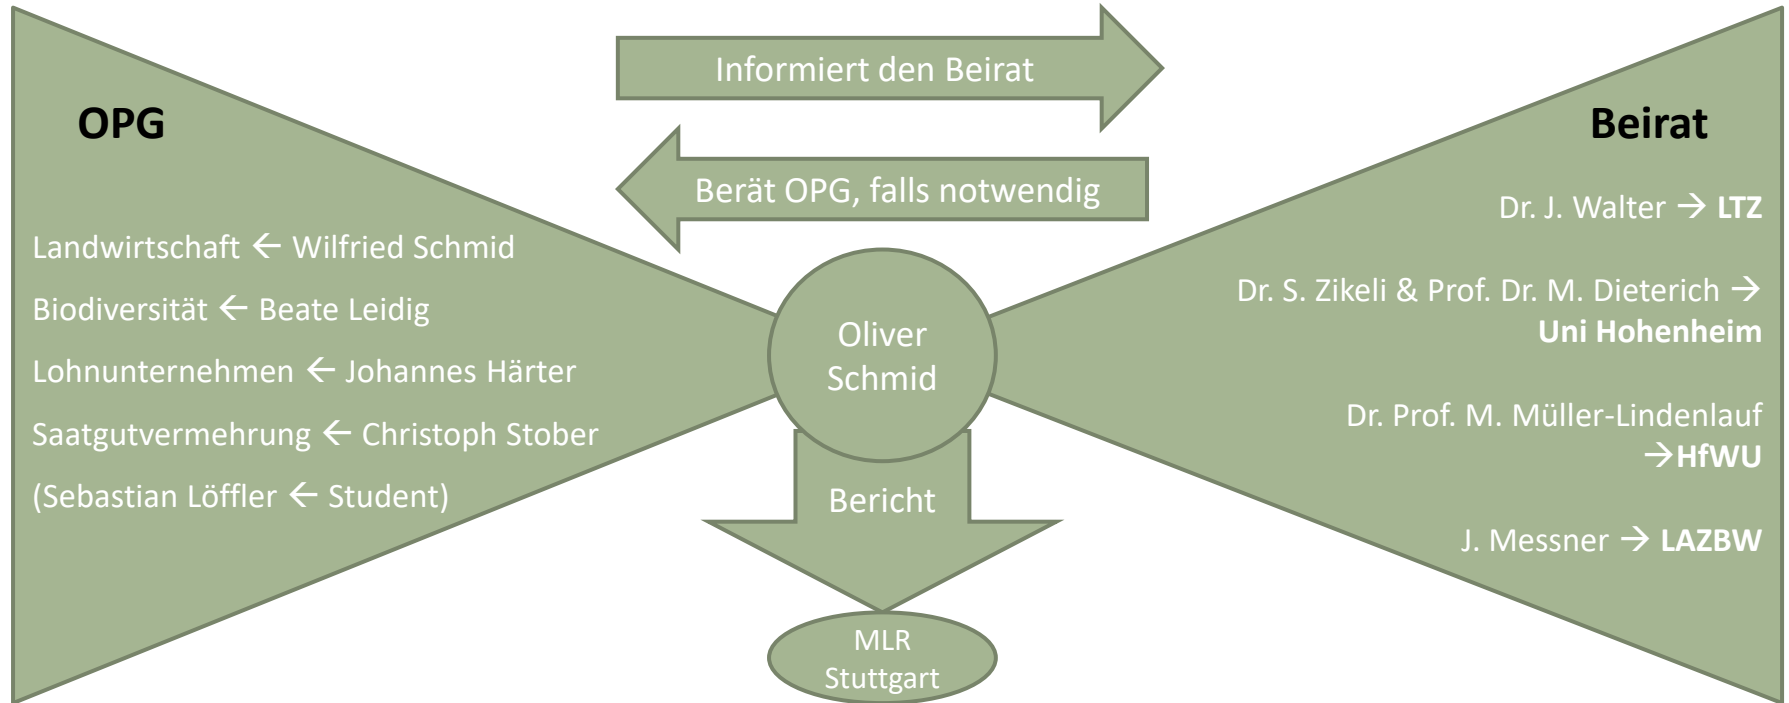 OPG
Landwirtschaft ← Wilfried Schmid
Biodiversität ← Beate Leidig
Lohnunternehmen ← Johannes Härter
Saatgutvermehrung ← Christoph Stober
(Sebastian Löffler ← Student)
Informiert den Beirat
Berät OPG, falls notwendig
Oliver
Schmid
Bericht
MLR
Stuttgart
Beirat
Dr. J. Walter → LTZ
Dr. S. Zikeli & Prof. Dr. M. Dieterich →
Uni Hohenheim
Dr. Prof. M. Müller-Lindenlauf
→HfWU
J. Messner → LAZBW